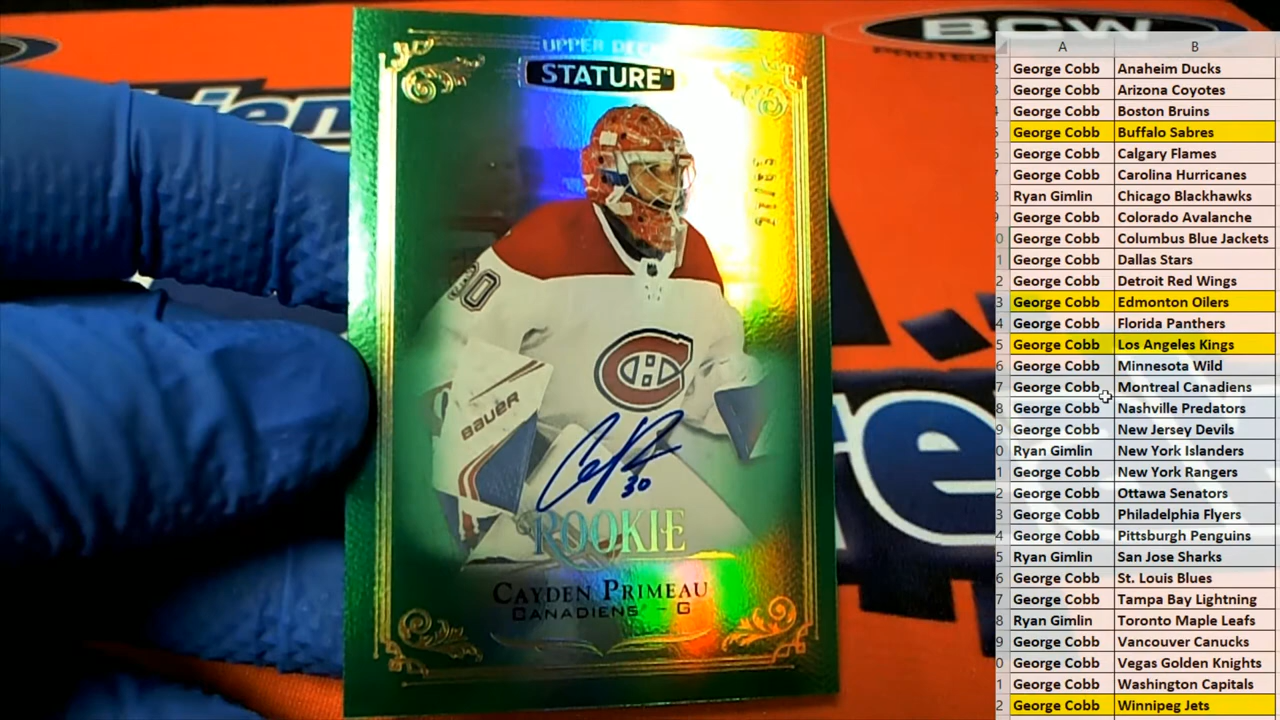 BCW
UPPER DECK
STATURE
30
BAUER
30
ROOKIE
CAYDEN PRIMEAU
CANADIENS - G
A B
George Cobb Anaheim Ducks
George Cobb Arizona Coyotes
George Cobb Boston Bruins
George Cobb Buffalo Sabres
George Cobb Calgary Flames
George Cobb Carolina Hurricanes
Ryan Gimlin Chicago Blackhawks
George Cobb Colorado Avalanche
George Cobb Columbus Blue Jackets
George Cobb Dallas Stars
George Cobb Detroit Red Wings
George Cobb Edmonton Oilers
George Cobb Florida Panthers
George Cobb Los Angeles Kings
George Cobb Minnesota Wild
George Cobb Montreal Canadiens
George Cobb Nashville Predators
George Cobb New Jersey Devils
Ryan Gimlin New York Islanders
George Cobb New York Rangers
George Cobb Ottawa Senators
George Cobb Philadelphia Flyers
George Cobb Pittsburgh Penguins
Ryan Gimlin San Jose Sharks
George Cobb St. Louis Blues
George Cobb Tampa Bay Lightning
Ryan Gimlin Toronto Maple Leafs
George Cobb Vancouver Canucks
George Cobb Vegas Golden Knights
George Cobb Washington Capitals
George Cobb Winnipeg Jets